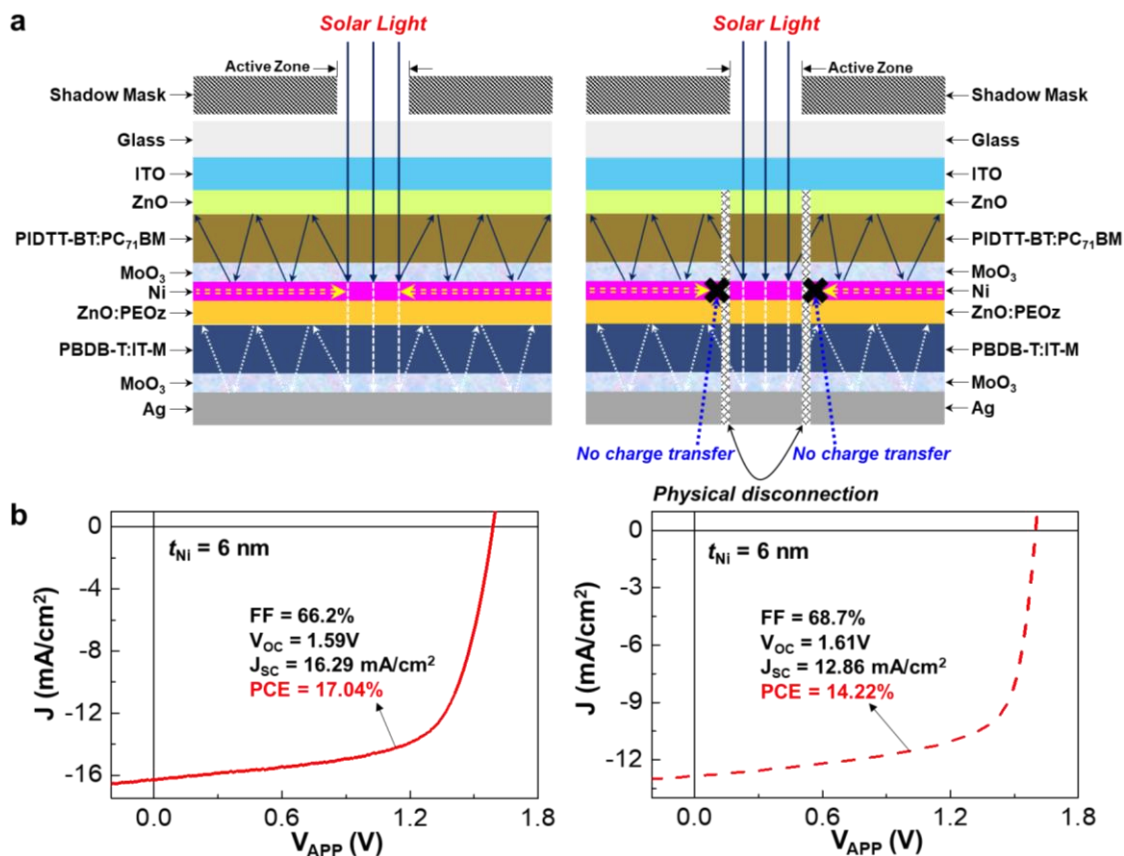 a
Solar Light
Solar Light
Active Zone
Active Zone
Shadow Mask
Shadow Mask
Glass
Glass
ITO
ITO
ZnO
ZnO
PIDTT-BT:PC₇₁BM
PIDTT-BT:PC₇₁BM
MoO₃
MoO₃
Ni
Ni
ZnO:PEOz
ZnO:PEOz
PBDB-T:IT-M
PBDB-T:IT-M
MoO₃
MoO₃
Ag
Ag
No charge transfer
No charge transfer
Physical disconnection
b
J (mA/cm²)
0
-4
-8
-12
-16
tNi = 6 nm
FF = 66.2%
VOC = 1.59V
JSC = 16.29 mA/cm²
PCE = 17.04%
0.0 0.6 1.2 1.8
VAPP (V)
J (mA/cm²)
0
-3
-6
-9
-12
tNi = 6 nm
FF = 68.7%
VOC = 1.61V
JSC = 12.86 mA/cm²
PCE = 14.22%
0.0 0.6 1.2 1.8
VAPP (V)